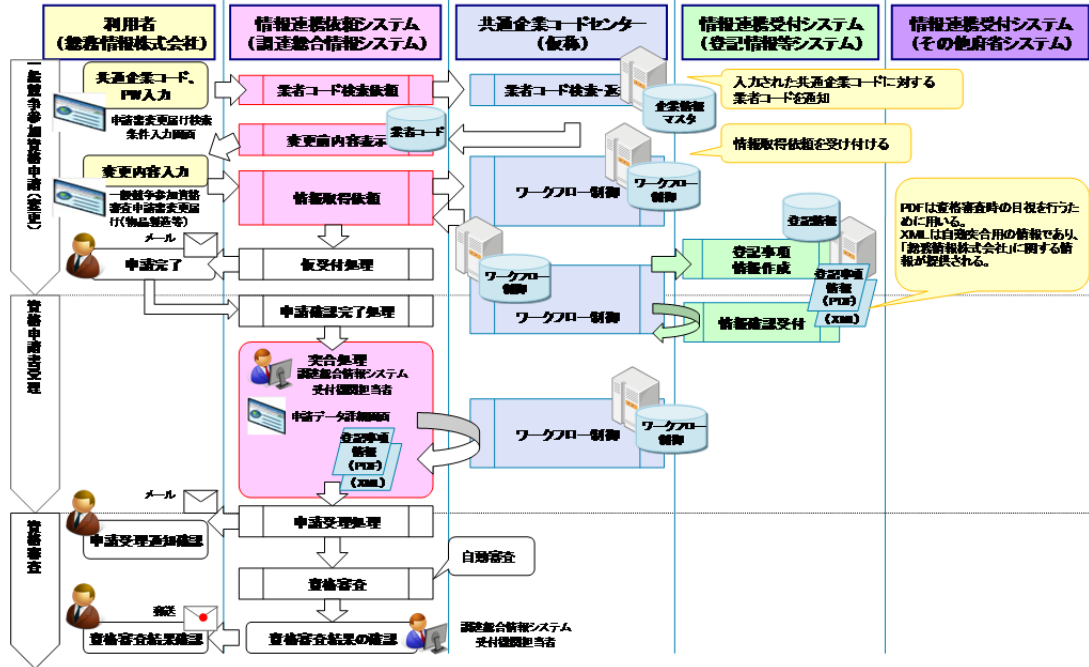 利用者
(総務情報株式会社)
情報連携依頼システム
(調達総合情報システム)
共通企業コードセンター
(仮称)
情報連携受付システム
(登記情報等システム)
情報連携受付システム
(その他府省システム)
一般競争参加資格申請(変更)
共通企業コード、
PW入力
申請書変更届け検索
条件入力画面
業者コード検索依頼
業者コード検索・返
企業情報
マスタ
入力された共通企業コードに対する
業者コードを通知
変更前内容表示
業者コード
情報取得依頼を受け付ける
変更内容入力
一般競争参加資格
審査申請書変更届
け(物品製造等)
情報取得依頼
ワークフロー制御
ワークフロー
制御
登記情報
PDFは資格審査時の目視を行うた
めに用いる。
XMLは自動突合用の情報であり、
「総務情報株式会社」に関する情
報が提供される。
メール
申請完了
仮受付処理
ワークフロー
制御
登記事項
情報作成
登記事項
情報
(PDF)
(XML)
資格申請書受理
申請確認完了処理
ワークフロー制御
情報確認受付
突合処理
調達総合情報システム
受付機関担当者
申請データ詳細画面
登記事項
情報
(PDF)
(XML)
ワークフロー制御
ワークフロー
制御
資格審査
メール
申請受理通知確認
申請受理処理
自動審査
資格審査
郵送
資格審査結果確認
資格審査結果の確認
調達総合情報システム
受付機関担当者